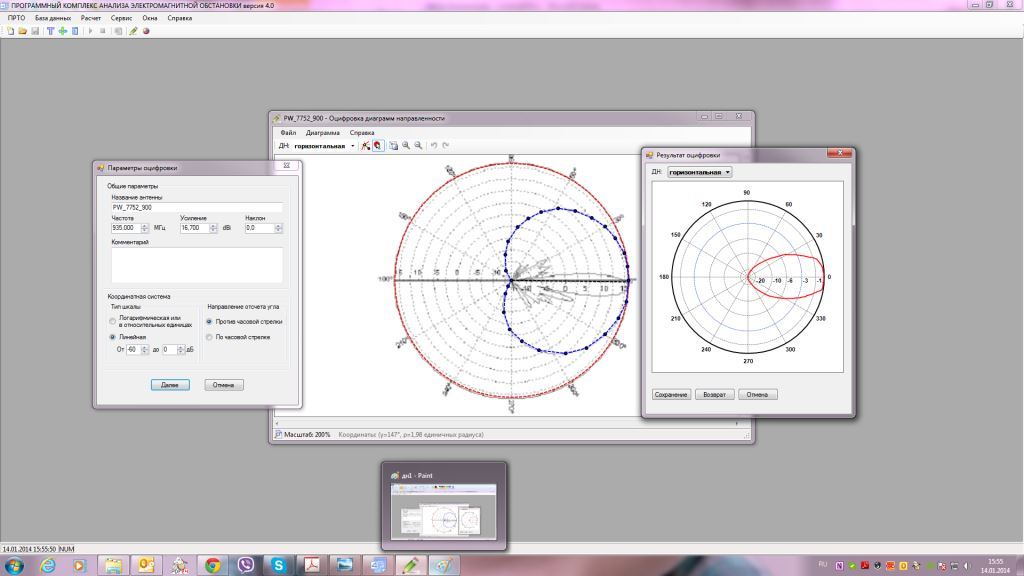 ПРОГРАММНЫЙ КОМПЛЕКС АНАЛИЗА ЭЛЕКТРОМАГНИТНОЙ ОБСТАНОВКИ версия 4.0
ПРТО База данных Расчет Сервис Окна Справка
PW_7752_900 - Оцифровка диаграмм направленности
Файл Диаграмма Справка
ДН: горизонтальная
-10 -5 0 5 10 15
Масштаб: 200% Координаты: (γ=147°, ρ=1,98 единичных радиуса)
Параметры оцифровки
Общие параметры
Название антенны
PW_7752_900
Частота Усиление Наклон
935,000 МГц 16,700 dBi 0,0
Комментарий
Координатная система
Тип шкалы Направление отсчета угла
Логарифмическая или
в относительных единицах
Против часовой стрелки
Линейная
По часовой стрелке
От -60 до 0 дБ
Далее Отмена
Результат оцифровки
ДН: горизонтальная
90
120 60
150 30
180 -20 -10 -6 -3 -1 0
210 330
240 300
270
Сохранение Возврат Отмена
дн1 - Paint
14.01.2014 15:55:50 NUM
RU 15:55
14.01.2014